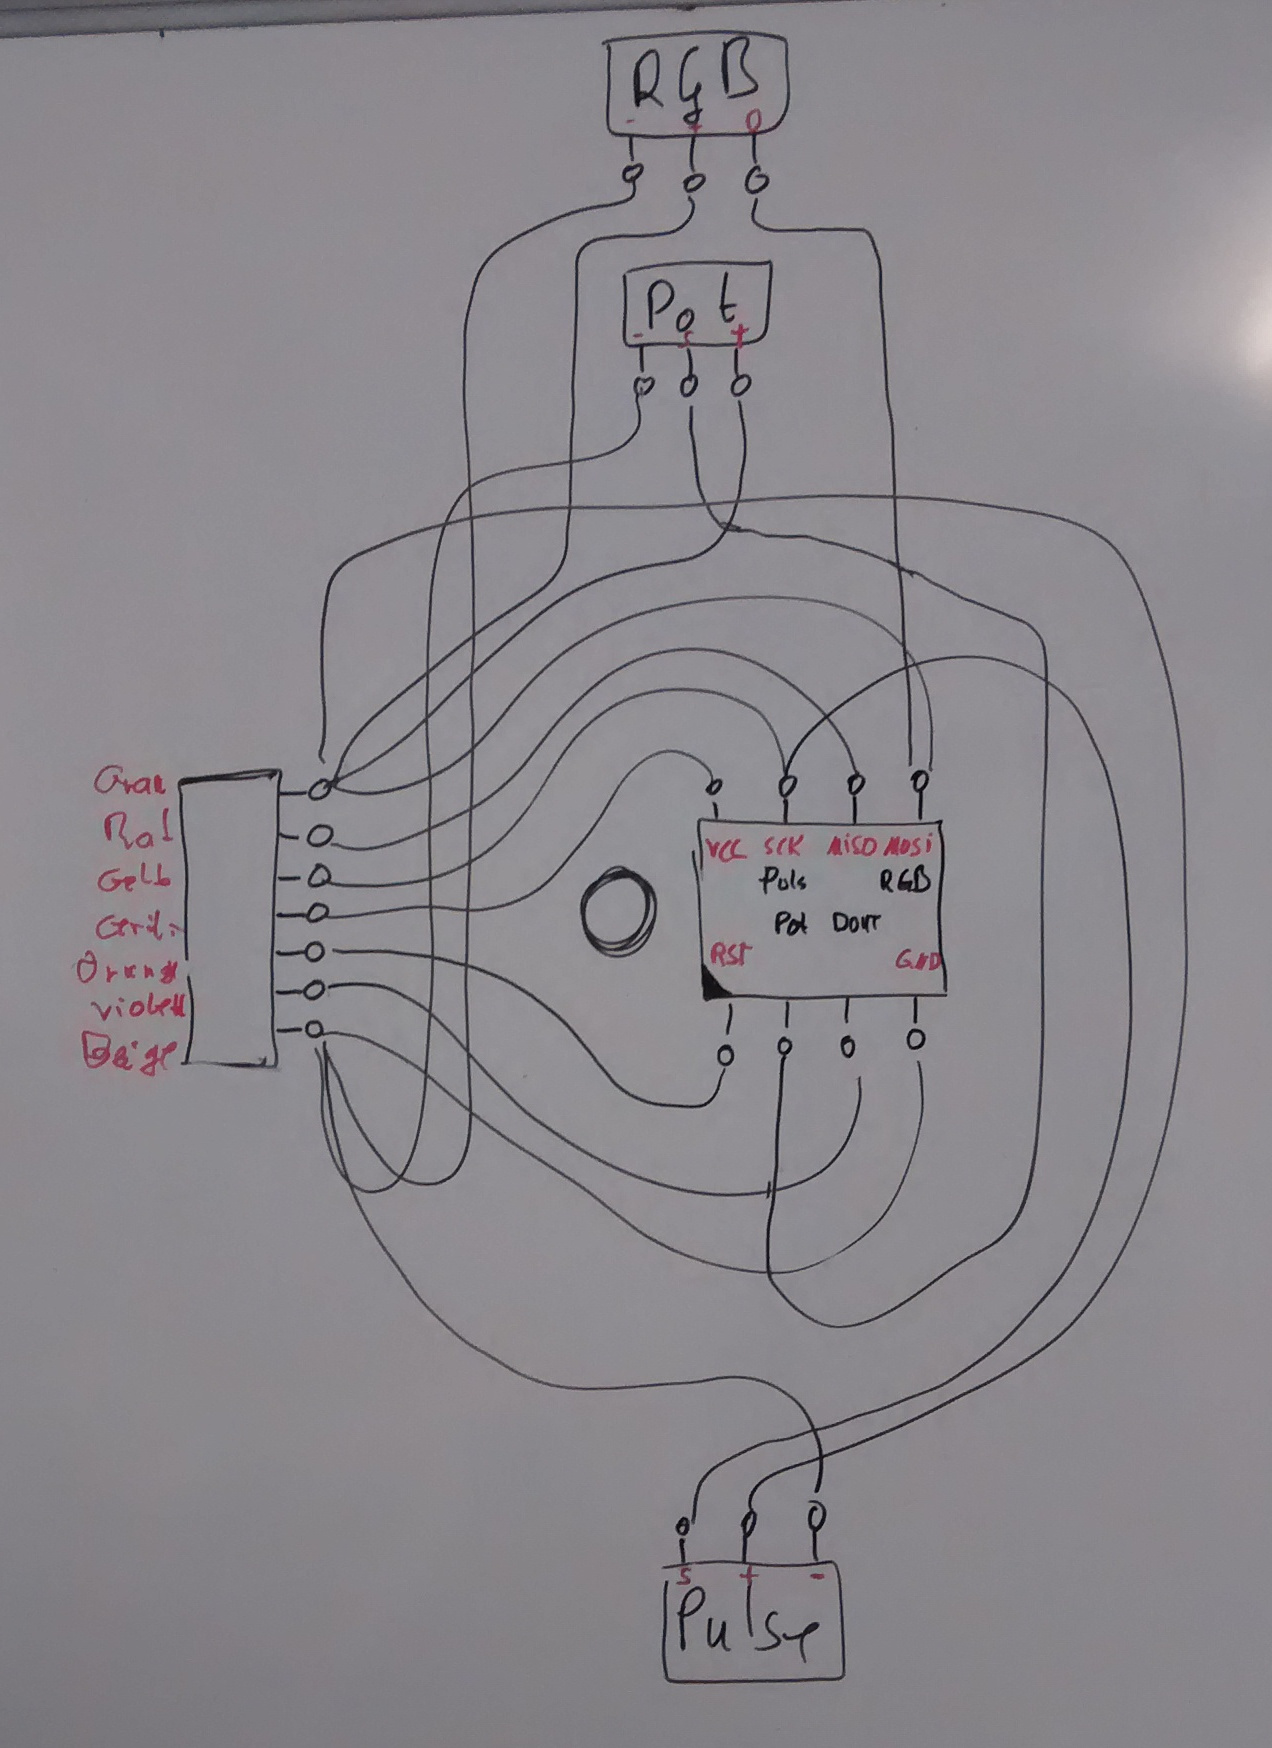 RGB
- + O
Pot
- S +
Grau
Rot
Gelb
Orange
violett
Beige
VCC SCK MISO MOSi
Puls RGB
Pot Dout
RST GND
S + -
Pulse